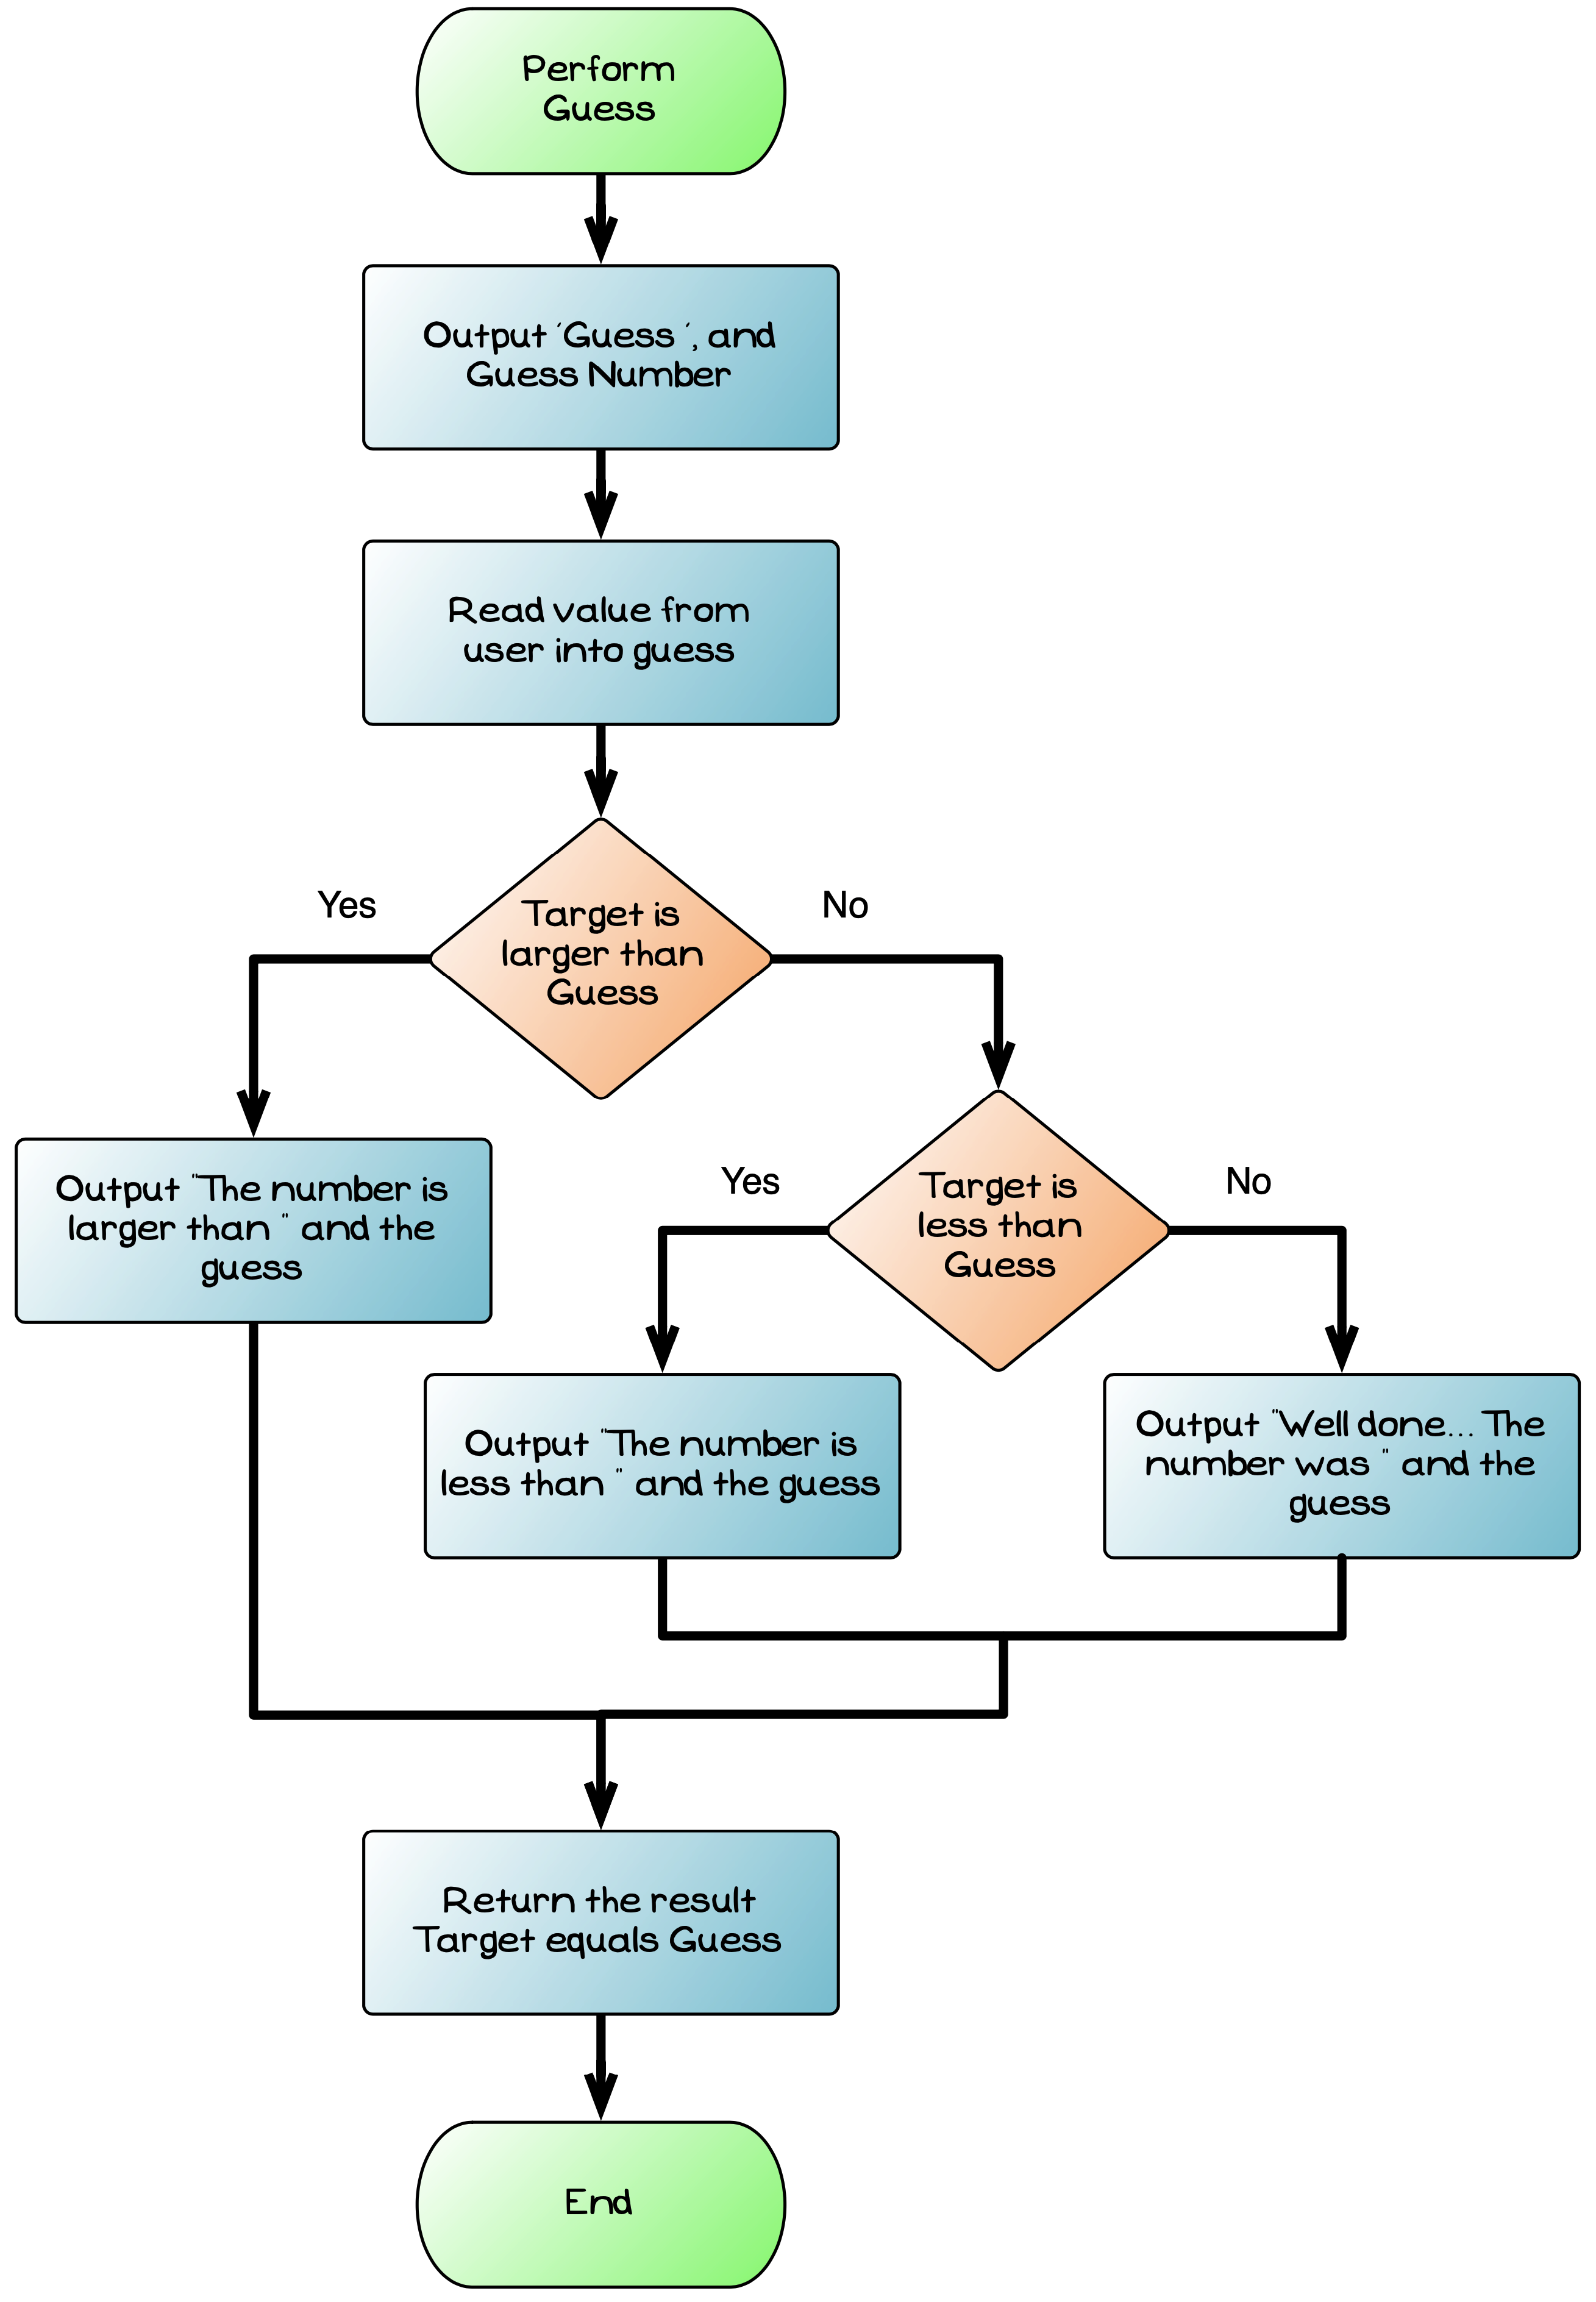 Perform
Guess
Output 'Guess ', and
Guess Number
Read value from
user into guess
Target is
larger than
Guess
Yes
No
Output "The number is
larger than " and the
guess
Target is
less than
Guess
Yes
No
Output "The number is
less than " and the guess
Output "Well done... The
number was " and the
guess
Return the result
Target equals Guess
End